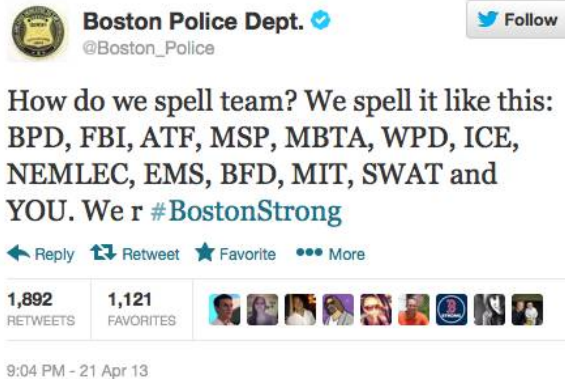 Boston Police Dept.
Follow
@Boston_Police
How do we spell team? We spell it like this:
BPD, FBI, ATF, MSP, MBTA, WPD, ICE,
NEMLEC, EMS, BFD, MIT, SWAT and
YOU. We r #BostonStrong
Reply Retweet Favorite More
1,892 1,121
RETWEETS FAVORITES
9:04 PM - 21 Apr 13